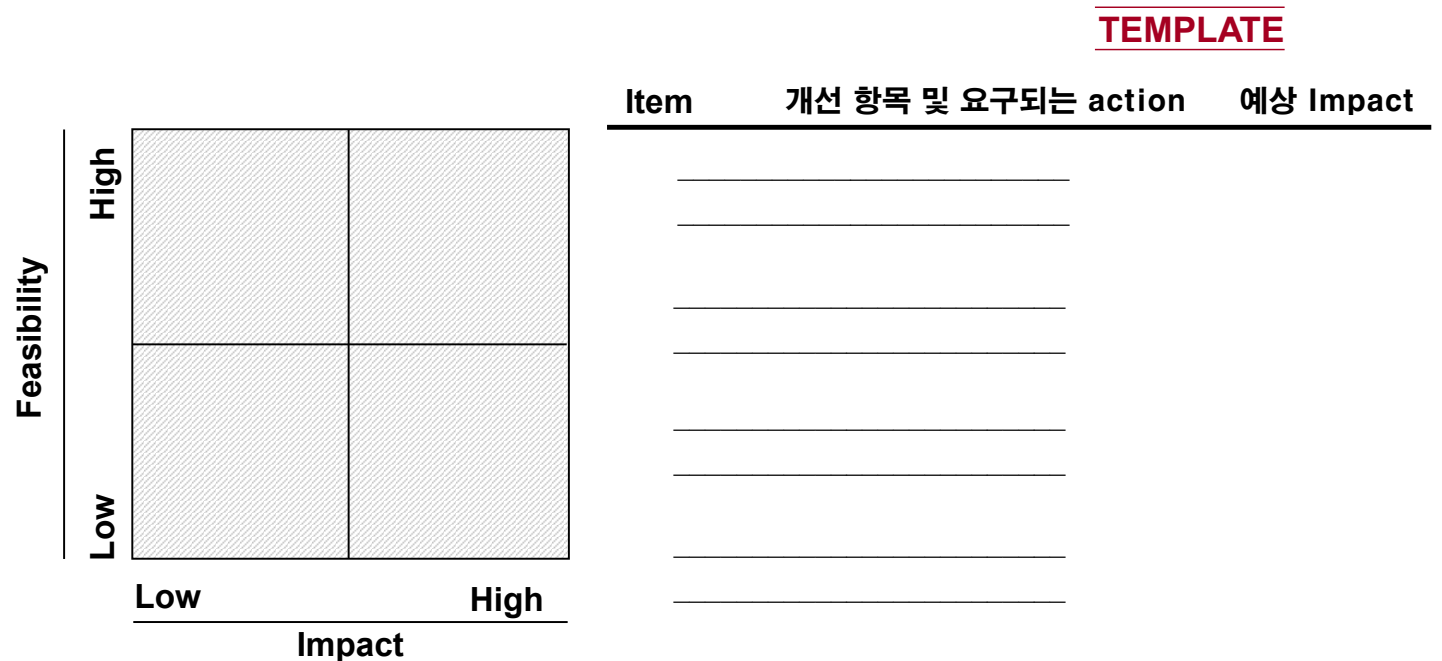 TEMPLATE
Item 개선 항목 및 요구되는 action 예상 Impact
High
Feasibility
Low
Low High
Impact